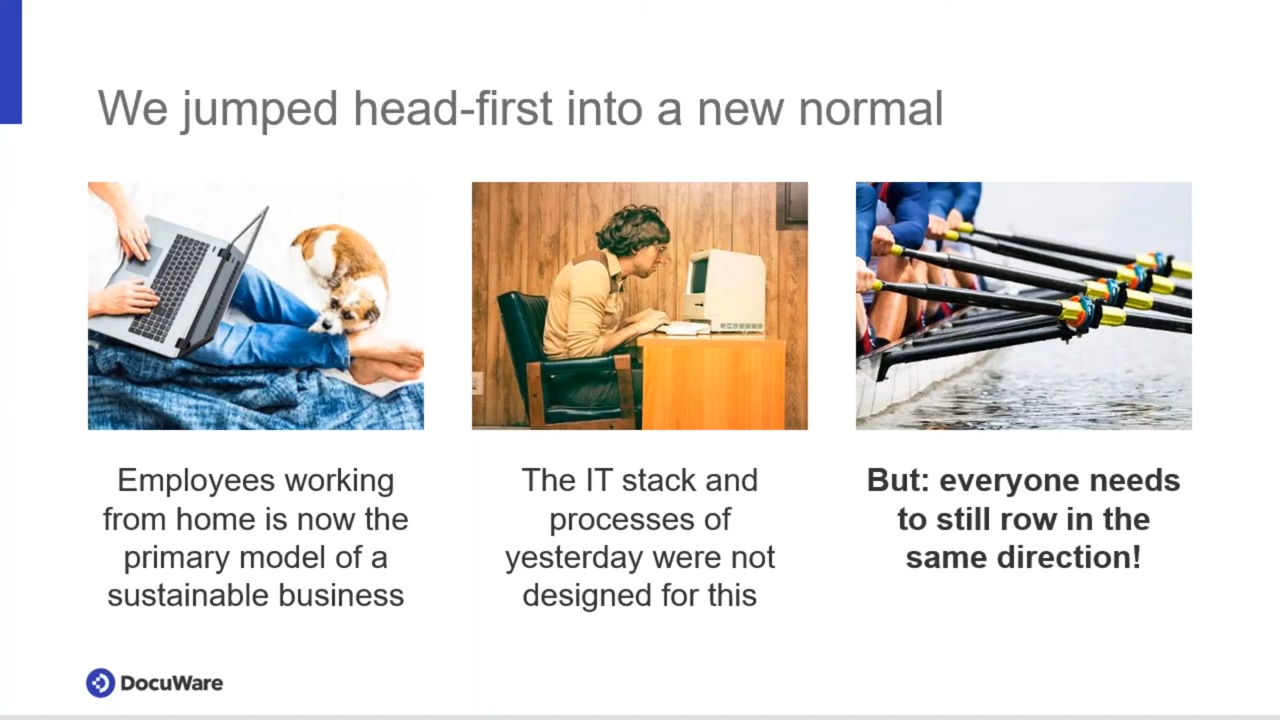 We jumped head-first into a new normal
Employees working
from home is now the
primary model of a
sustainable business
The IT stack and
processes of
yesterday were not
designed for this
But: everyone needs
to still row in the
same direction!
DocuWare